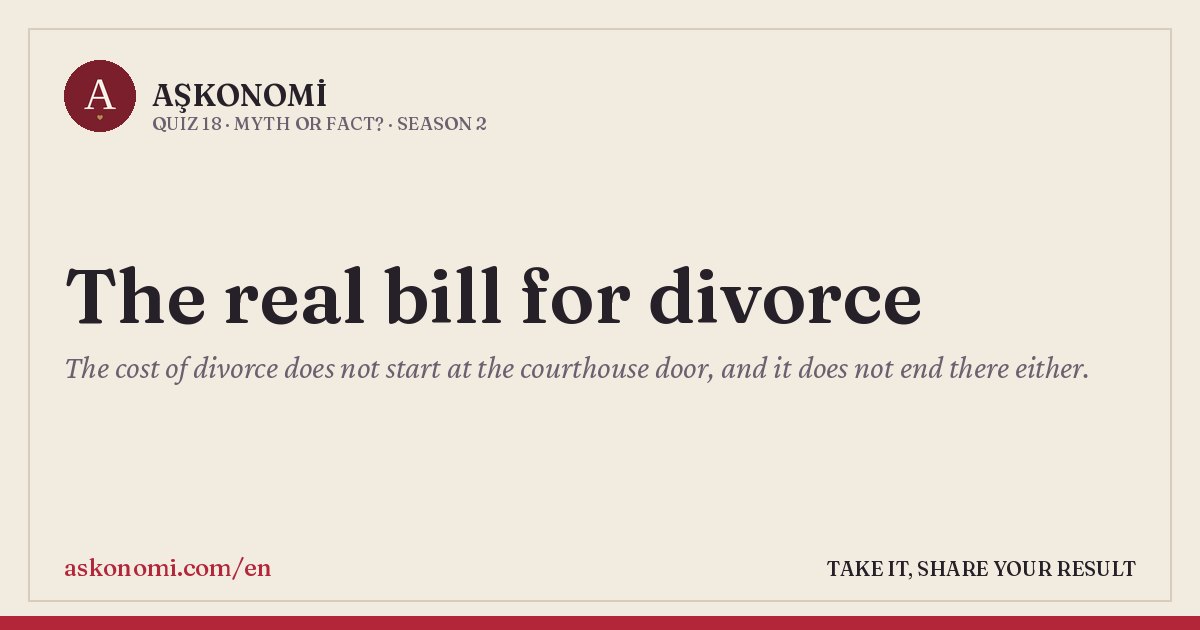 A
AŞKONOMİ
QUIZ 18 · MYTH OR FACT? · SEASON 2
The real bill for divorce
The cost of divorce does not start at the courthouse door, and it does not end there either.
askonomi.com/en
TAKE IT, SHARE YOUR RESULT